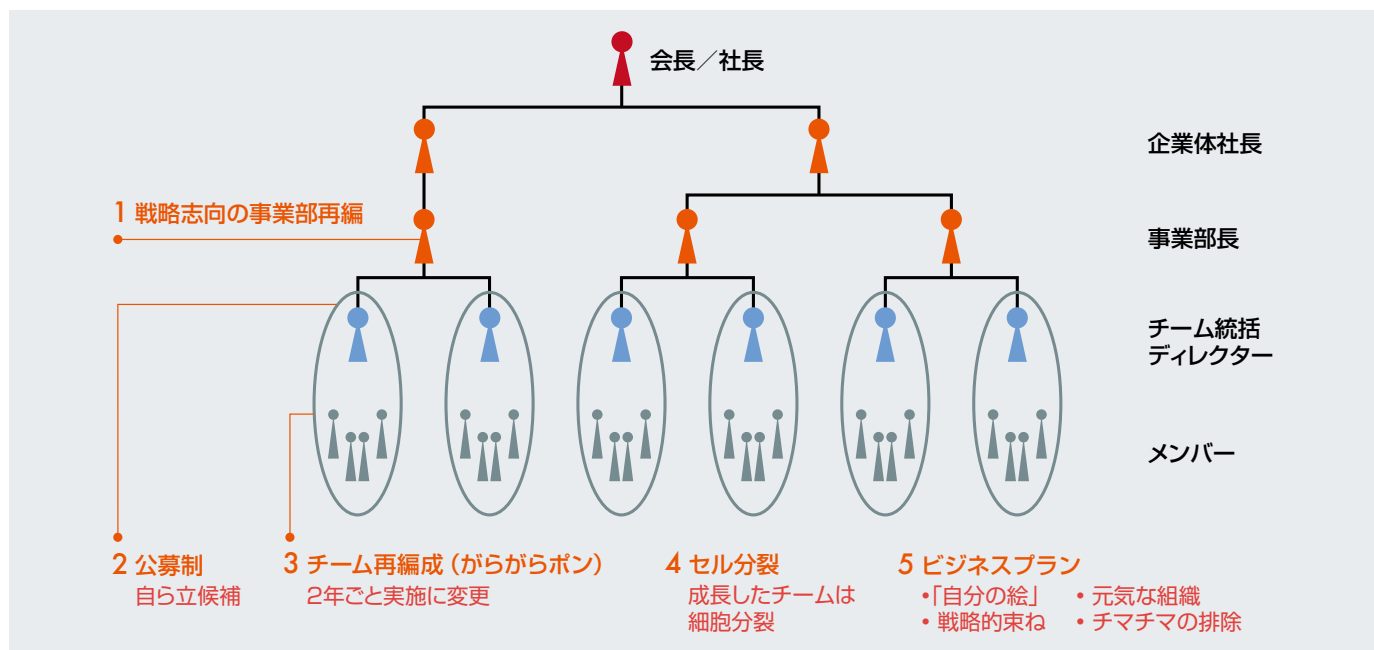 会長／社長
企業体社長
1 戦略志向の事業部再編
事業部長
チーム統括
ディレクター
メンバー
2 公募制
自ら立候補
3 チーム再編成（がらがらポン）
2年ごと実施に変更
4 セル分裂
成長したチームは
細胞分裂
5 ビジネスプラン
・「自分の絵」 ・元気な組織
・戦略的束ね ・チマチマの排除